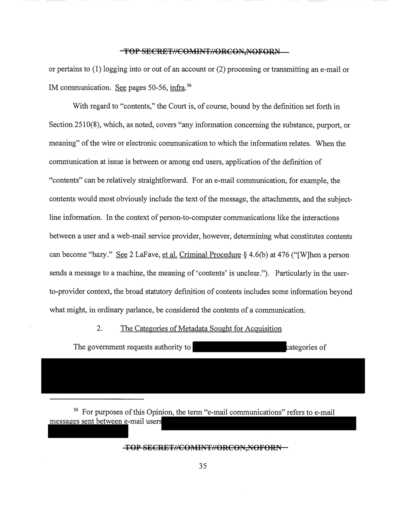 TOP SECRET//COMINT//ORCON,NOFORN
or pertains to (1) logging into or out of an account or (2) processing or transmitting an e-mail or
IM communication. See pages 50-56, infra.36
With regard to "contents," the Court is, of course, bound by the definition set forth in
Section 2510(8), which, as noted, covers "any information concerning the substance, purport, or
meaning" of the wire or electronic communication to which the information relates. When the
communication at issue is between or among end users, application of the definition of
"contents" can be relatively straightforward. For an e-mail communication, for example, the
contents would most obviously include the text of the message, the attachments, and the subject-
line information. In the context of person-to-computer communications like the interactions
between a user and a web-mail service provider, however, determining what constitutes contents
can become "hazy." See 2 LaFave, et al. Criminal Procedure § 4.6(b) at 476 ("[W]hen a person
sends a message to a machine, the meaning of 'contents' is unclear."). Particularly in the user-
to-provider context, the broad statutory definition of contents includes some information beyond
what might, in ordinary parlance, be considered the contents of a communication.
2. The Categories of Metadata Sought for Acquisition
The government requests authority to categories of
36 For purposes of this Opinion, the term "e-mail communications" refers to e-mail
messages sent between e-mail users
TOP SECRET//COMINT//ORCON,NOFORN
35